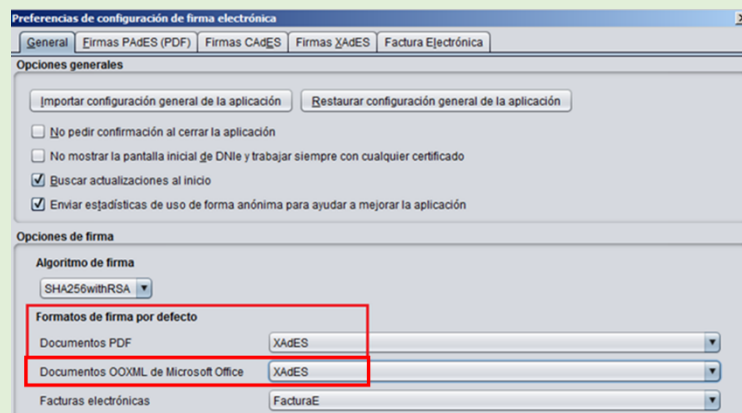 Preferencias de configuración de firma electrónica
General Firmas PAdES (PDF) Firmas CAdES Firmas XAdES Factura Electrónica
Opciones generales
Importar configuración general de la aplicación Restaurar configuración general de la aplicación
No pedir confirmación al cerrar la aplicación
No mostrar la pantalla inicial de DNIe y trabajar siempre con cualquier certificado
Buscar actualizaciones al inicio
Enviar estadísticas de uso de forma anónima para ayudar a mejorar la aplicación
Opciones de firma
Algoritmo de firma
SHA256withRSA
Formatos de firma por defecto
Documentos PDF XAdES
Documentos OOXML de Microsoft Office XAdES
Facturas electrónicas FacturaE